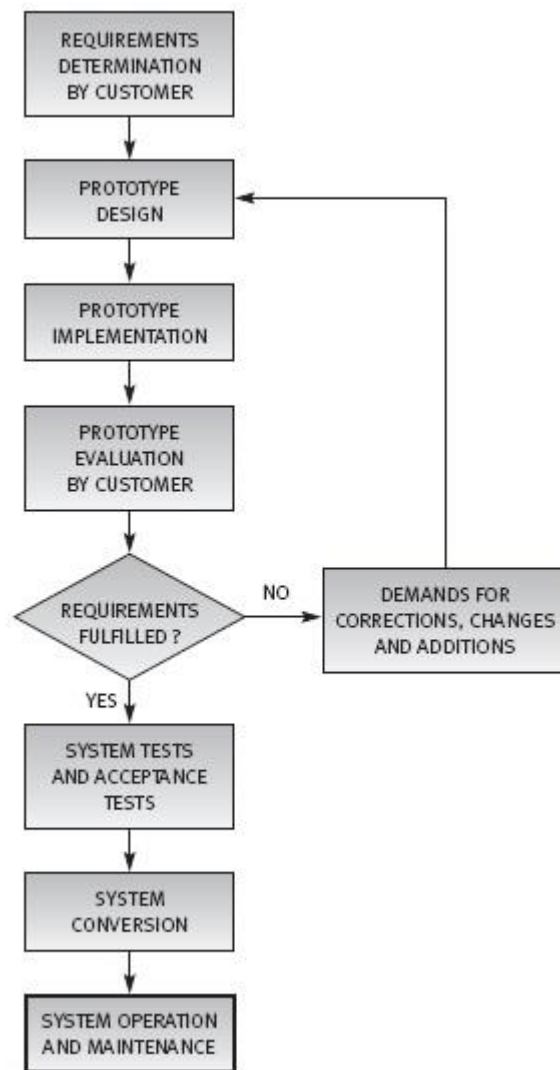 REQUIREMENTS
DETERMINATION
BY CUSTOMER
PROTOTYPE
DESIGN
PROTOTYPE
IMPLEMENTATION
PROTOTYPE
EVALUATION
BY CUSTOMER
REQUIREMENTS
FULFILLED ?
NO
DEMANDS FOR
CORRECTIONS, CHANGES
AND ADDITIONS
YES
SYSTEM TESTS
AND ACCEPTANCE
TESTS
SYSTEM
CONVERSION
SYSTEM OPERATION
AND MAINTENANCE